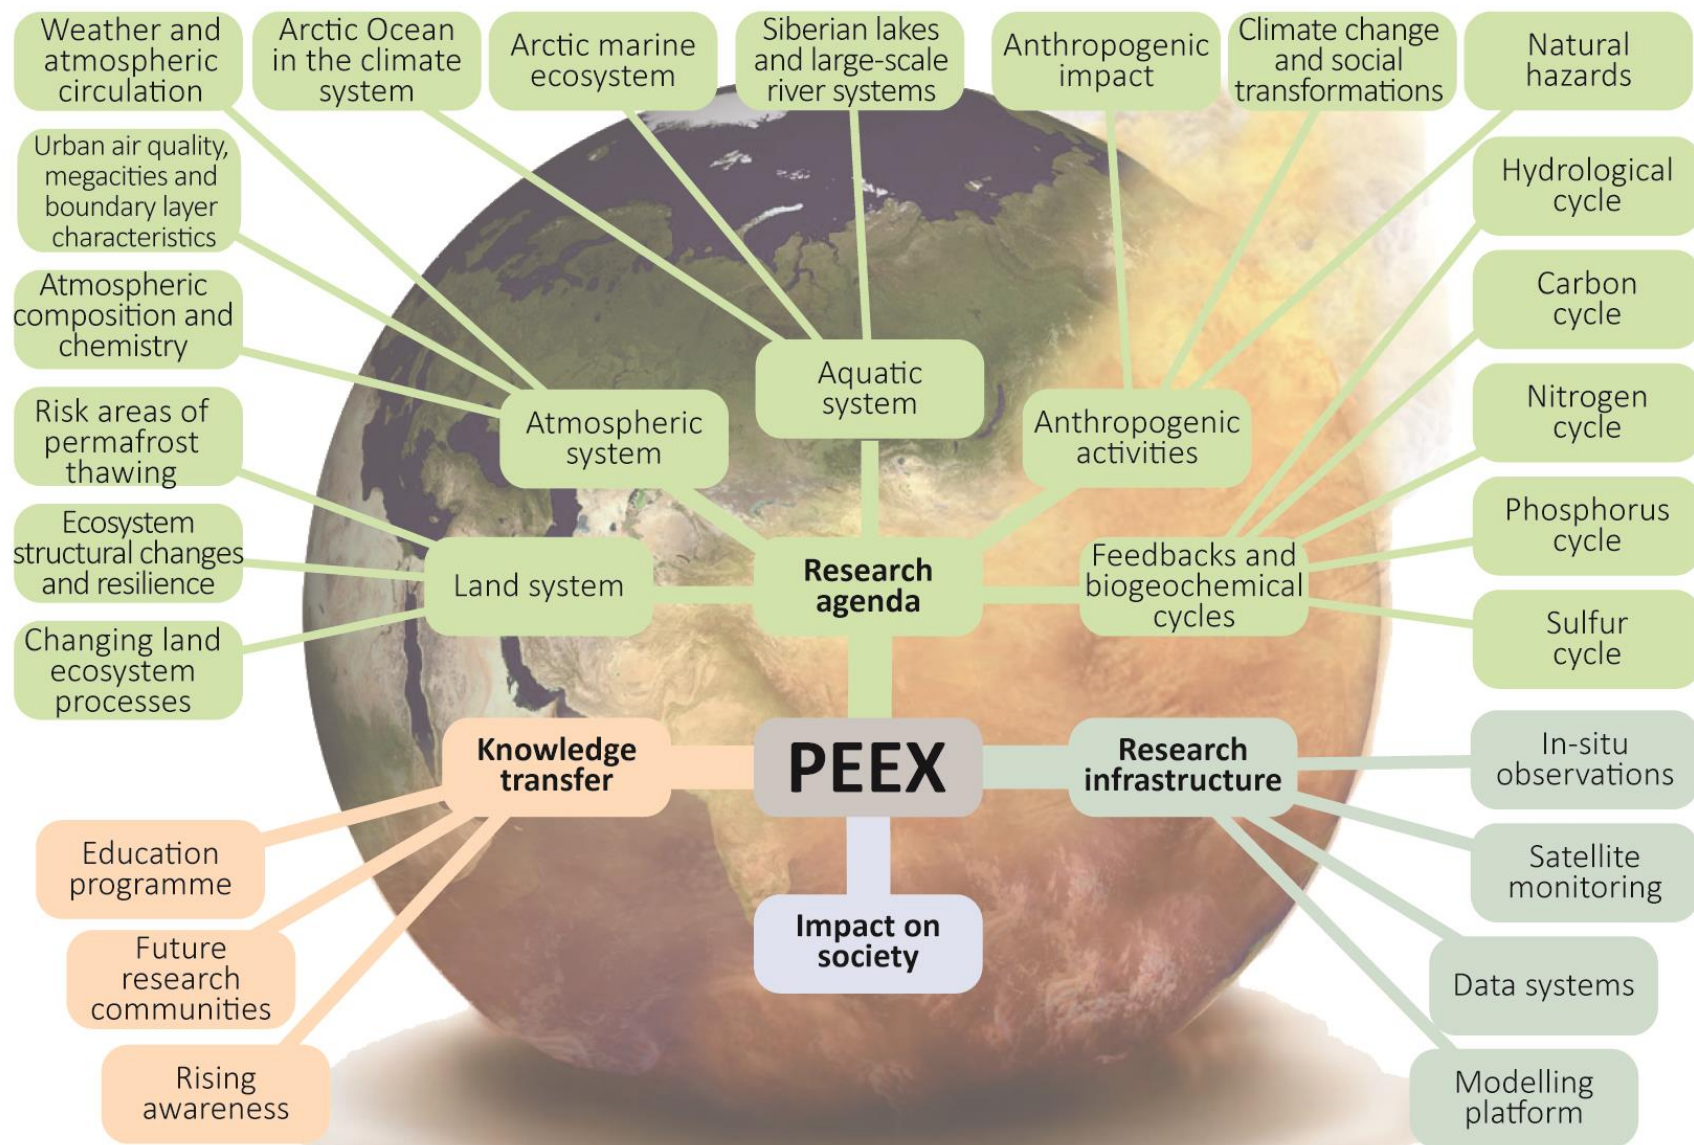 Weather and
atmospheric
circulation
Arctic Ocean
in the climate
system
Arctic marine
ecosystem
Siberian lakes
and large-scale
river systems
Anthropogenic
impact
Climate change
and social
transformations
Natural
hazards
Urban air quality,
megacities and
boundary layer
characteristics
Hydrological
cycle
Atmospheric
composition and
chemistry
Carbon
cycle
Aquatic
system
Risk areas of
permafrost
thawing
Atmospheric
system
Anthropogenic
activities
Nitrogen
cycle
Ecosystem
structural changes
and resilience
Land system
Research
agenda
Feedbacks and
biogeochemical
cycles
Phosphorus
cycle
Changing land
ecosystem
processes
Sulfur
cycle
Knowledge
transfer
PEEX
Research
infrastructure
In-situ
observations
Education
programme
Satellite
monitoring
Impact on
society
Future
research
communities
Data systems
Rising
awareness
Modelling
platform